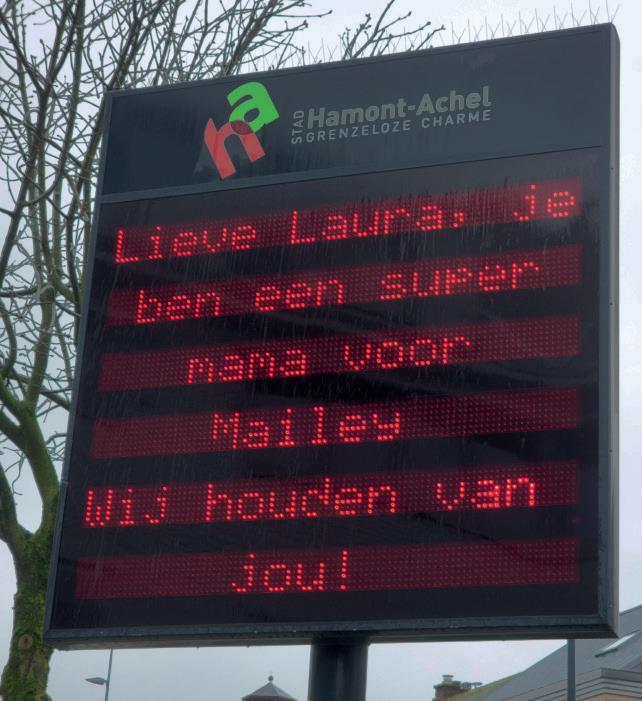 ha
STAD Hamont-Achel
GRENZELOZE CHARME
Lieve Laura, je
ben een super
mama voor
Mailey
Wij houden van
jou!